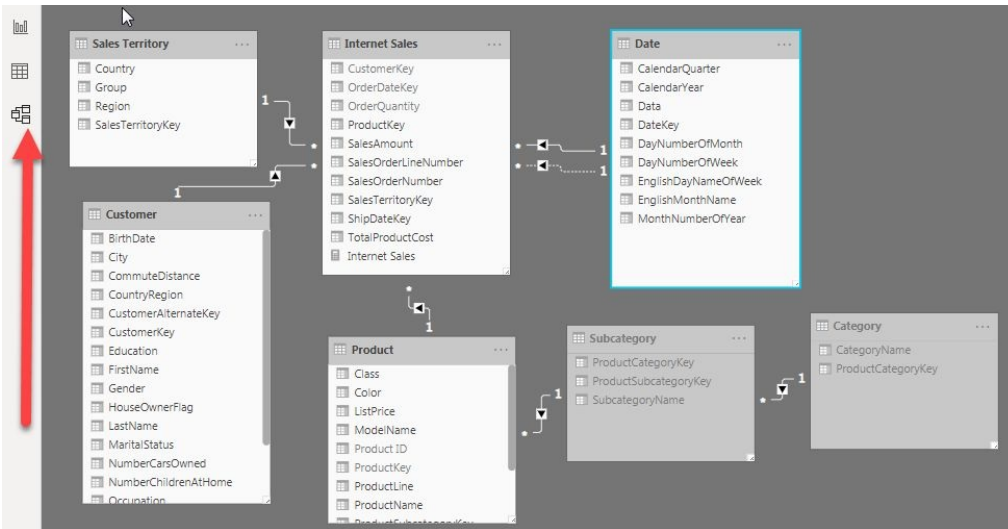 Sales Territory ...
Country
Group
Region
SalesTerritoryKey
1
*
Internet Sales ...
CustomerKey
OrderDateKey
OrderQuantity
ProductKey
SalesAmount
SalesOrderLineNumber
SalesOrderNumber
SalesTerritoryKey
ShipDateKey
TotalProductCost
Internet Sales
*
1
*
1
Date ...
CalendarQuarter
CalendarYear
Data
DateKey
DayNumberOfMonth
DayNumberOfWeek
EnglishDayNameOfWeek
EnglishMonthName
MonthNumberOfYear
*
1
Customer ...
BirthDate
City
CommuteDistance
CountryRegion
CustomerAlternateKey
CustomerKey
Education
FirstName
Gender
HouseOwnerFlag
LastName
MaritalStatus
NumberCarsOwned
NumberChildrenAtHome
Occupation
*
1
Product ...
Class
Color
ListPrice
ModelName
Product ID
ProductKey
ProductLine
ProductName
ProductSubcategoryKey
*
1
Subcategory ...
ProductCategoryKey
ProductSubcategoryKey
SubcategoryName
*
1
Category ...
CategoryName
ProductCategoryKey